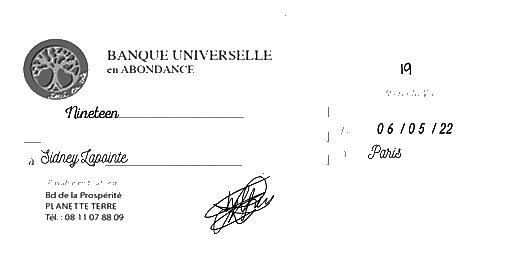 BANQUE UNIVERSELLE
en ABONDANCE
19
Nineteen
06/05/22
à Sidney Lapointe
Paris
Bd de la Prospérité
PLANETTE TERRE
Tél. : 08 11 07 88 09